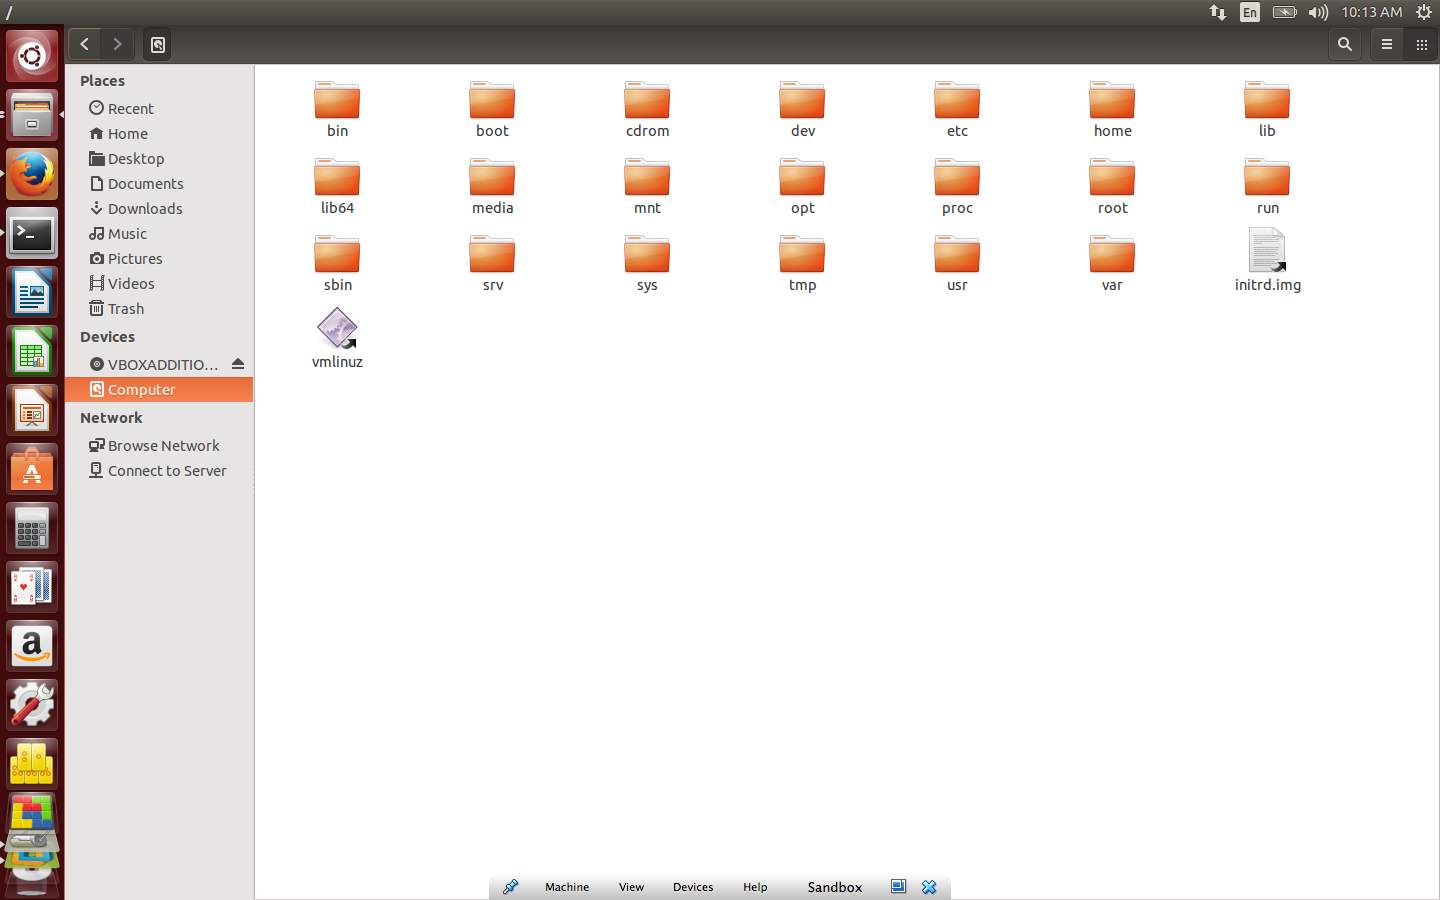 /
En
10:13 AM
Places
Recent
Home
Desktop
Documents
Downloads
Music
Pictures
Videos
Trash
Devices
VBOXADDITIO...
Computer
Network
Browse Network
Connect to Server
bin boot cdrom dev etc home lib
lib64 media mnt opt proc root run
sbin srv sys tmp usr var initrd.img
vmlinuz
Machine View Devices Help Sandbox